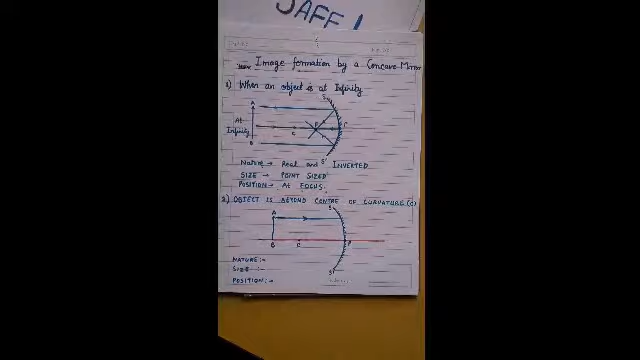 JAFF
Image formation by a Concave Mirror
1) When an object is at Infinity
S
A
At
Infinity
C
F
P
B
S'
Nature → Real and INVERTED
SIZE → POINT SIZED
POSITION → At FOCUS.
2) OBJECT IS BEYOND CENTRE OF CURVATURE (C)
S
A
B
C
P
S'
NATURE :-
SIZE :-
POSITION :-